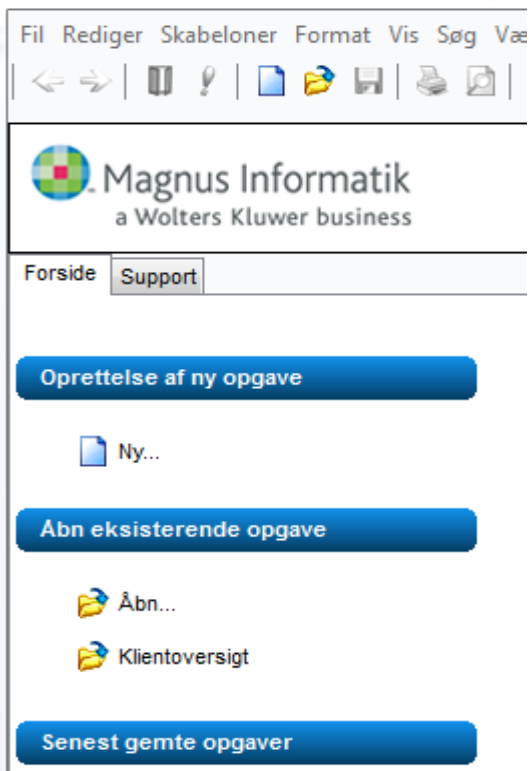 Fil Rediger Skabeloner Format Vis Søg Væ
Magnus Informatik
a Wolters Kluwer business
Forside Support
Oprettelse af ny opgave
Ny...
Åbn eksisterende opgave
Åbn...
Klientoversigt
Senest gemte opgaver